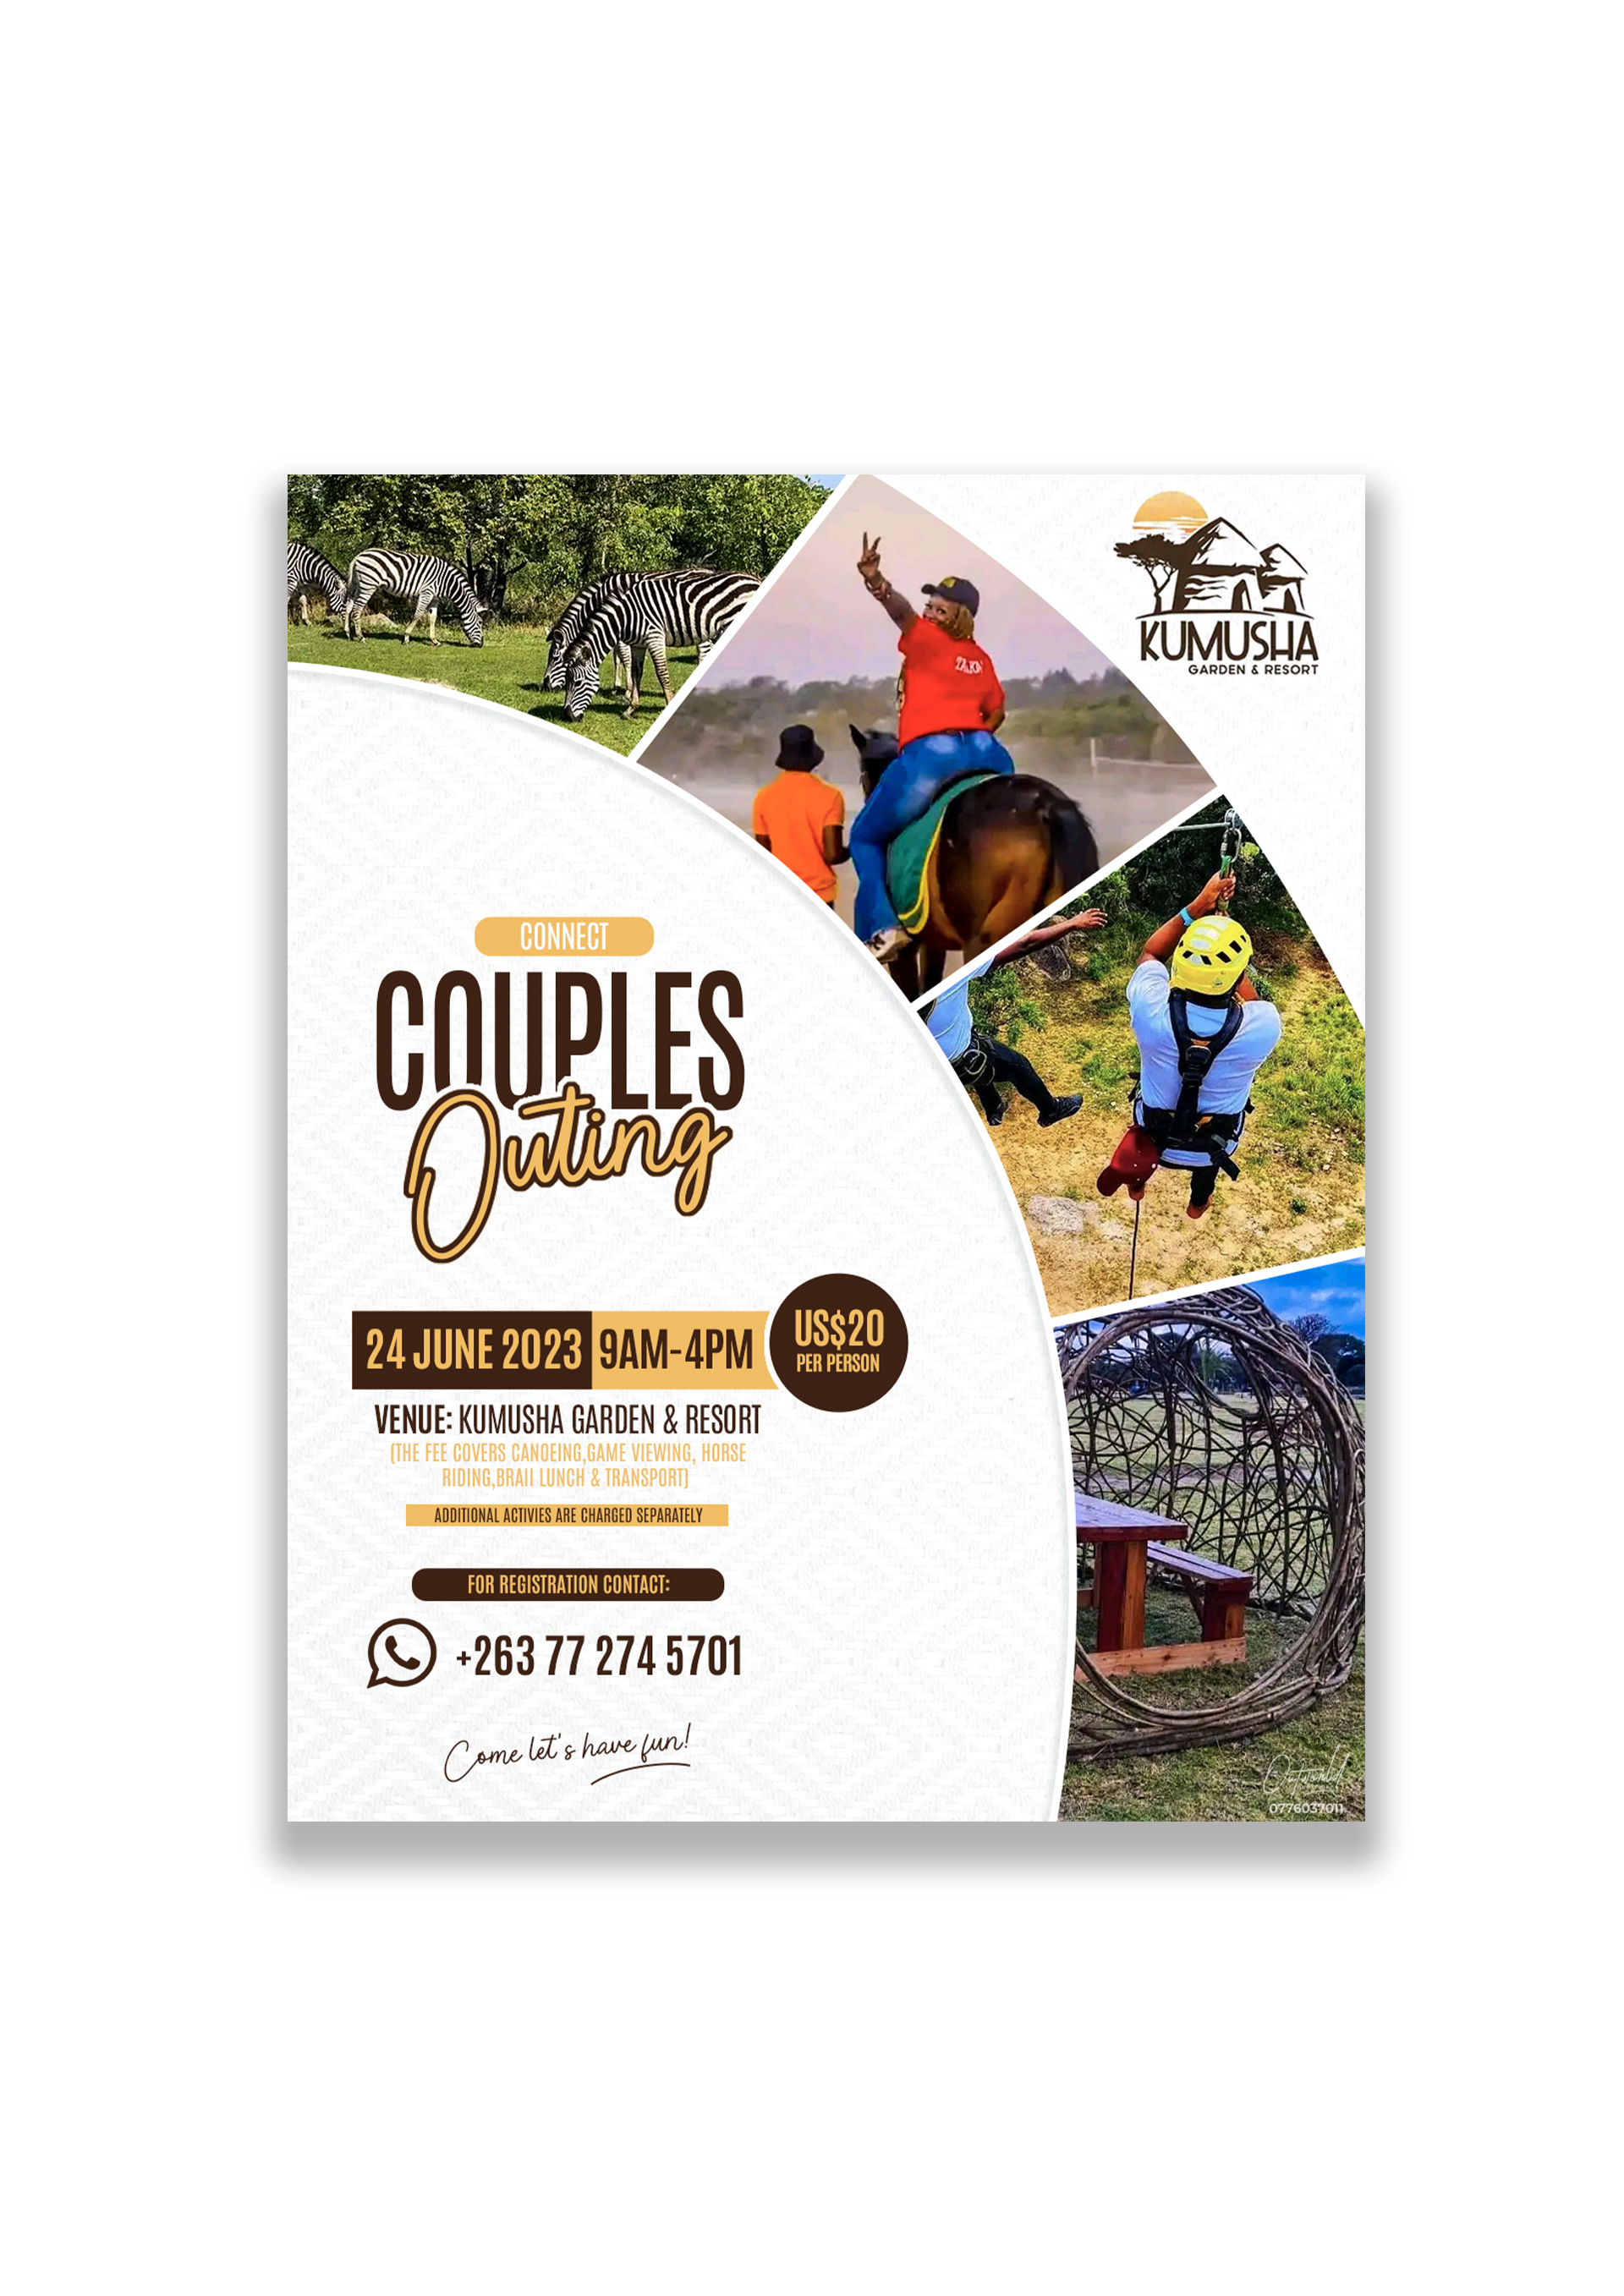 KUMUSHA
GARDEN & RESORT
CONNECT
COUPLES
Outing
24 JUNE 2023 9AM-4PM
US$20
PER PERSON
VENUE: KUMUSHA GARDEN & RESORT
(THE FEE COVERS CANOEING,GAME VIEWING, HORSE
RIDING,BRAII LUNCH & TRANSPORT)
ADDITIONAL ACTIVIES ARE CHARGED SEPARATELY
FOR REGISTRATION CONTACT:
+263 77 274 5701
Come let's have fun!
0776037011